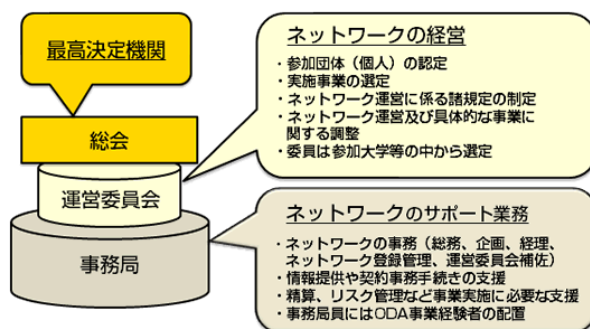 最高決定機関
総会
運営委員会
事務局
ネットワークの経営
・参加団体（個人）の認定
・実施事業の選定
・ネットワーク運営に係る諸規定の制定
・ネットワーク運営及び具体的な事業に
関する調整
・委員は参加大学等の中から選定
ネットワークのサポート業務
・ネットワークの事務（総務、企画、経理、
ネットワーク登録管理、運営委員会補佐）
・情報提供や契約事務手続きの支援
・精算、リスク管理など事業実施に必要な支援
・事務局員にはODA事業経験者の配置